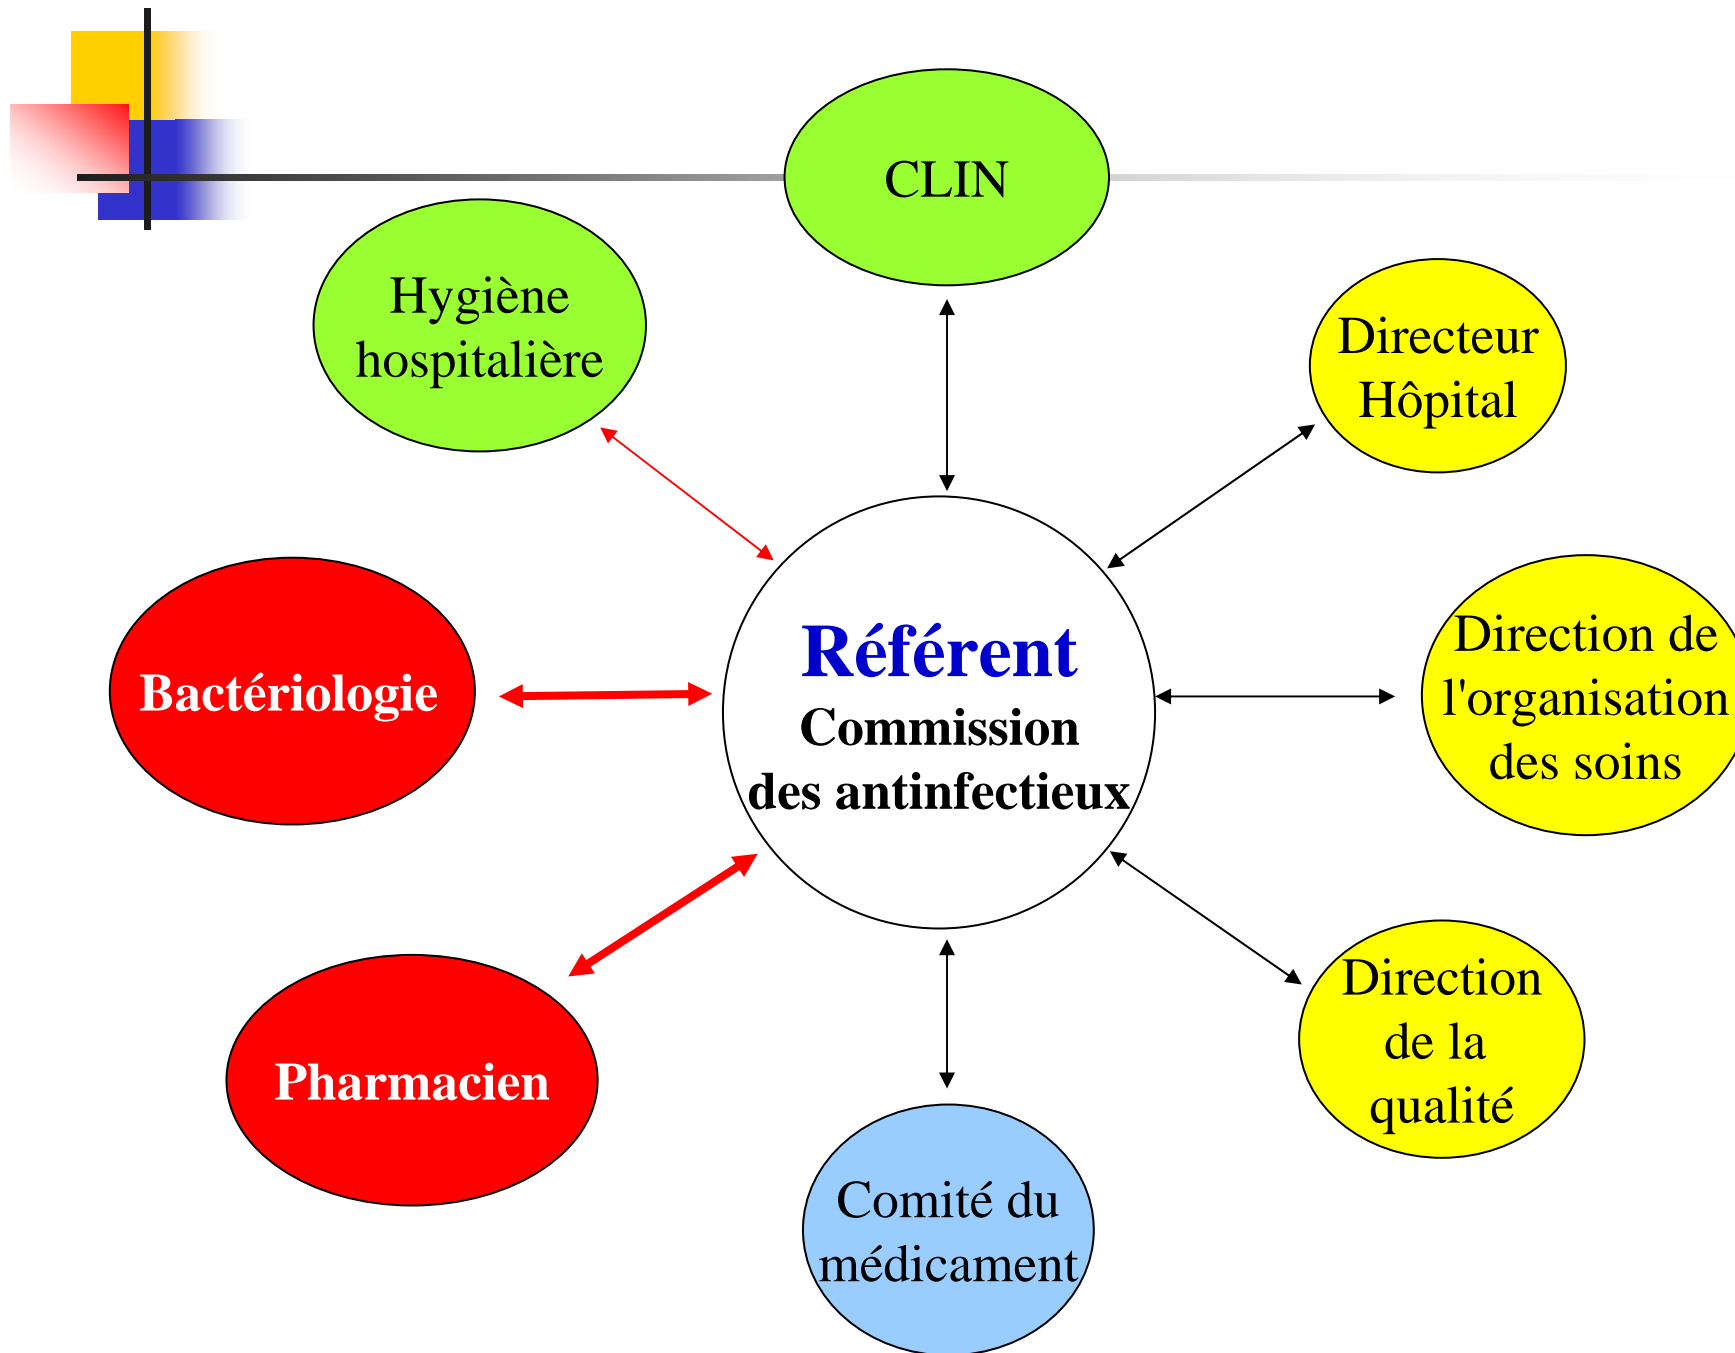 CLIN
Hygiène
hospitalière
Directeur
Hôpital
Bactériologie
Référent
Commission
des antinfectieux
Direction de
l'organisation
des soins
Pharmacien
Direction
de la
qualité
Comité du
médicament